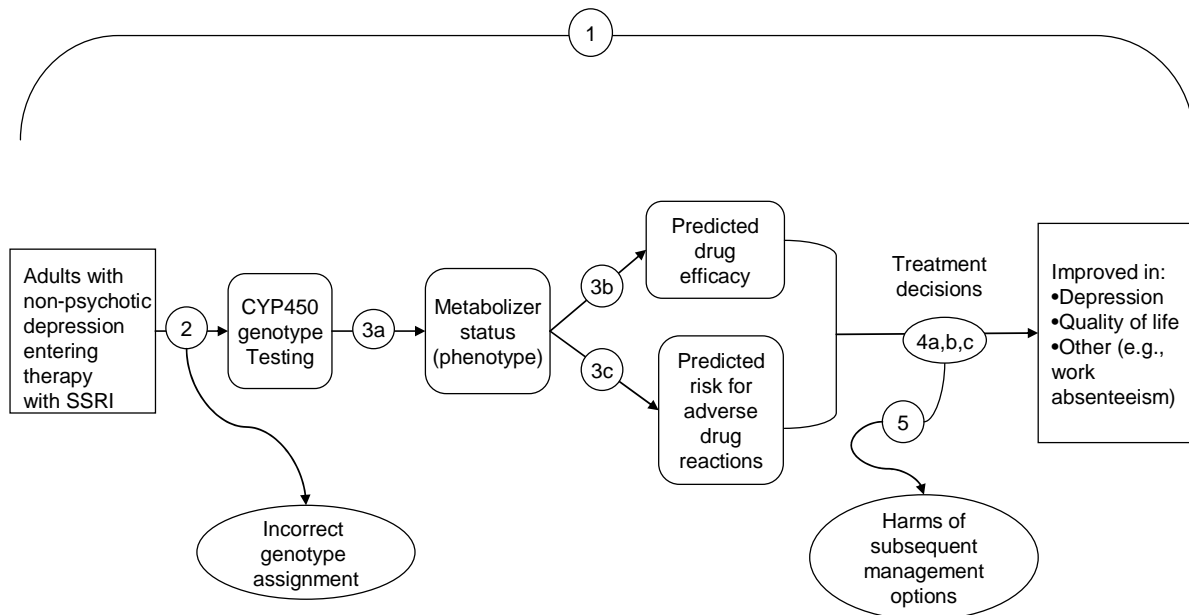 1
Adults with
non-psychotic
depression
entering
therapy
with SSRI
2
CYP450
genotype
Testing
3a
Metabolizer
status
(phenotype)
3b
3c
Predicted
drug
efficacy
Predicted
risk for
adverse
drug
reactions
Treatment
decisions
4a,b,c
5
Improved in:
•Depression
•Quality of life
•Other (e.g.,
work
absenteeism)
Incorrect
genotype
assignment
Harms of
subsequent
management
options